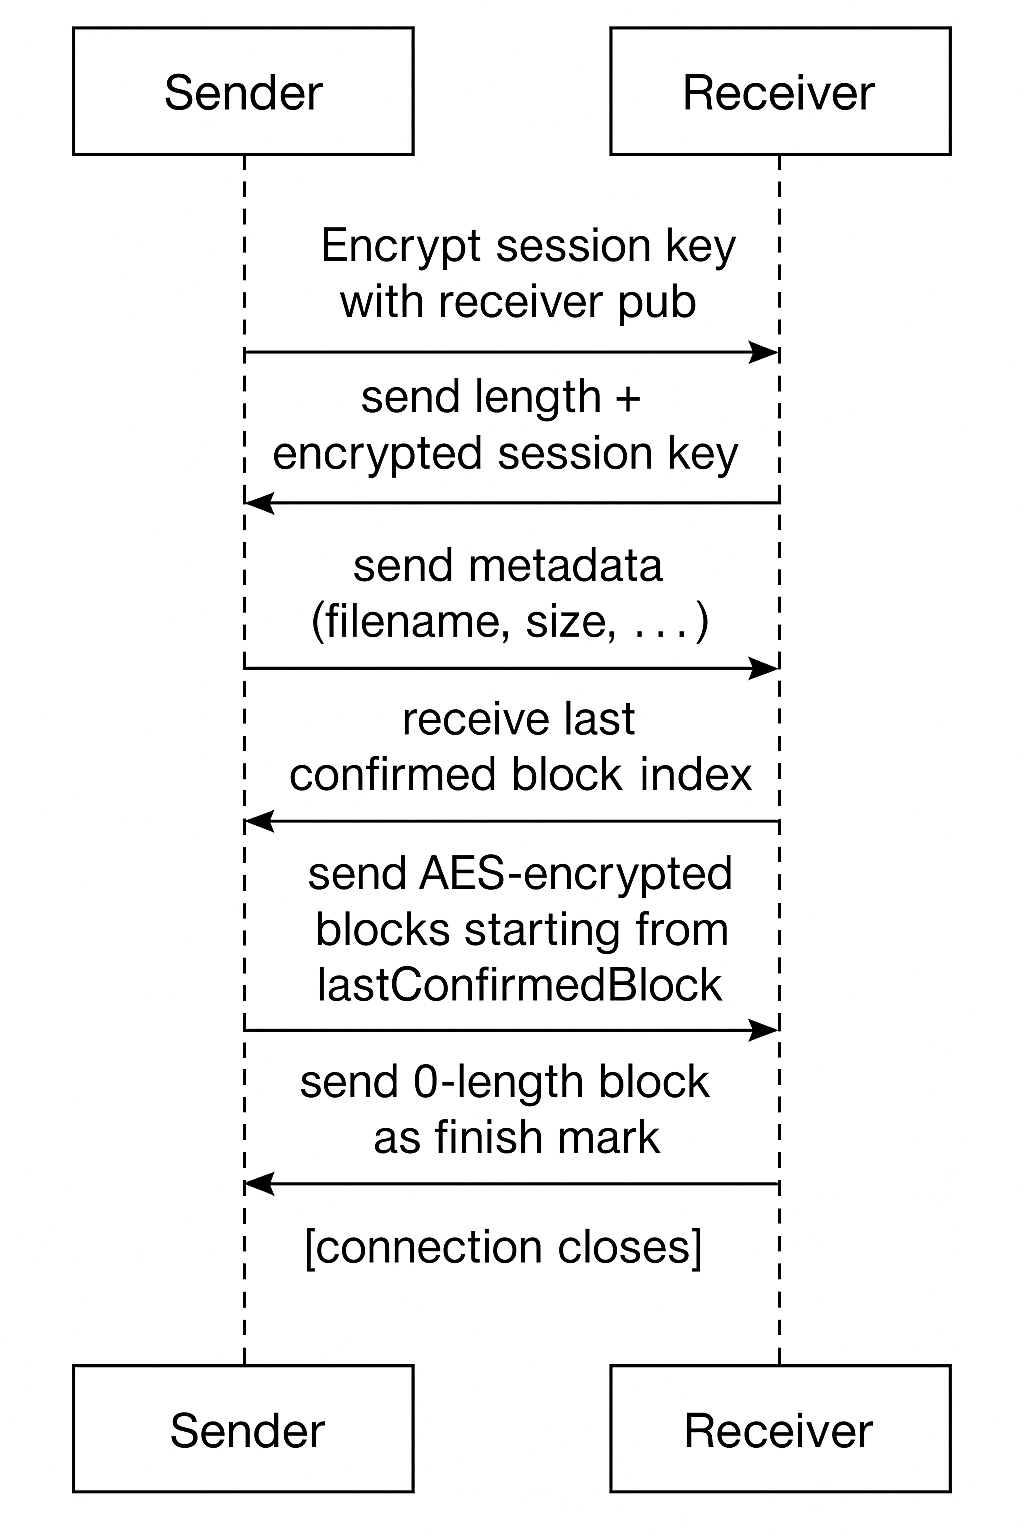 Sender
Receiver
Encrypt session key
with receiver pub
send length +
encrypted session key
send metadata
(filename, size, . . . )
receive last
confirmed block index
send AES-encrypted
blocks starting from
lastConfirmedBlock
send 0-length block
as finish mark
[connection closes]
Sender
Receiver